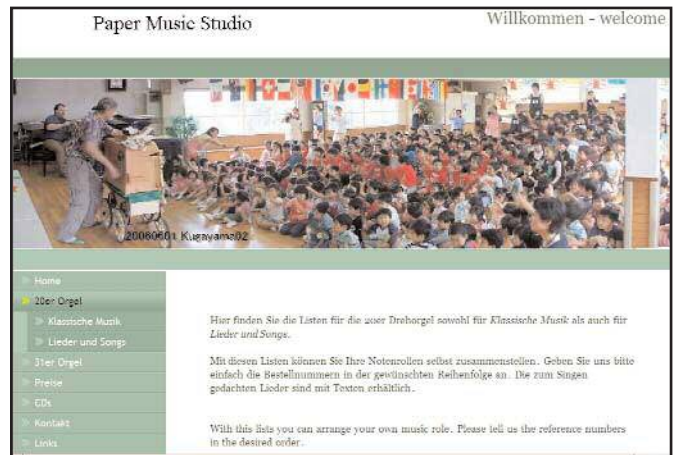 Paper Music Studio
Willkommen - welcome
20060601 Kugayama02
Home
20er Orgel
Klassische Musik
Lieder und Songs
31er Orgel
Preise
CDs
Kontakt
Links
Hier finden Sie die Listen für die 20er Drehorgel sowohl für Klassische Musik als auch für
Lieder und Songs.
Mit diesen Listen können Sie Ihre Notenrollen selbst zusammenstellen. Geben Sie uns bitte
einfach die Bestellnummern in der gewünschten Reihenfolge an. Die zum Singen
gedachten Lieder sind mit Texten erhältlich.
With this lists you can arrange your own music role. Please tell us the reference numbers
in the desired order.